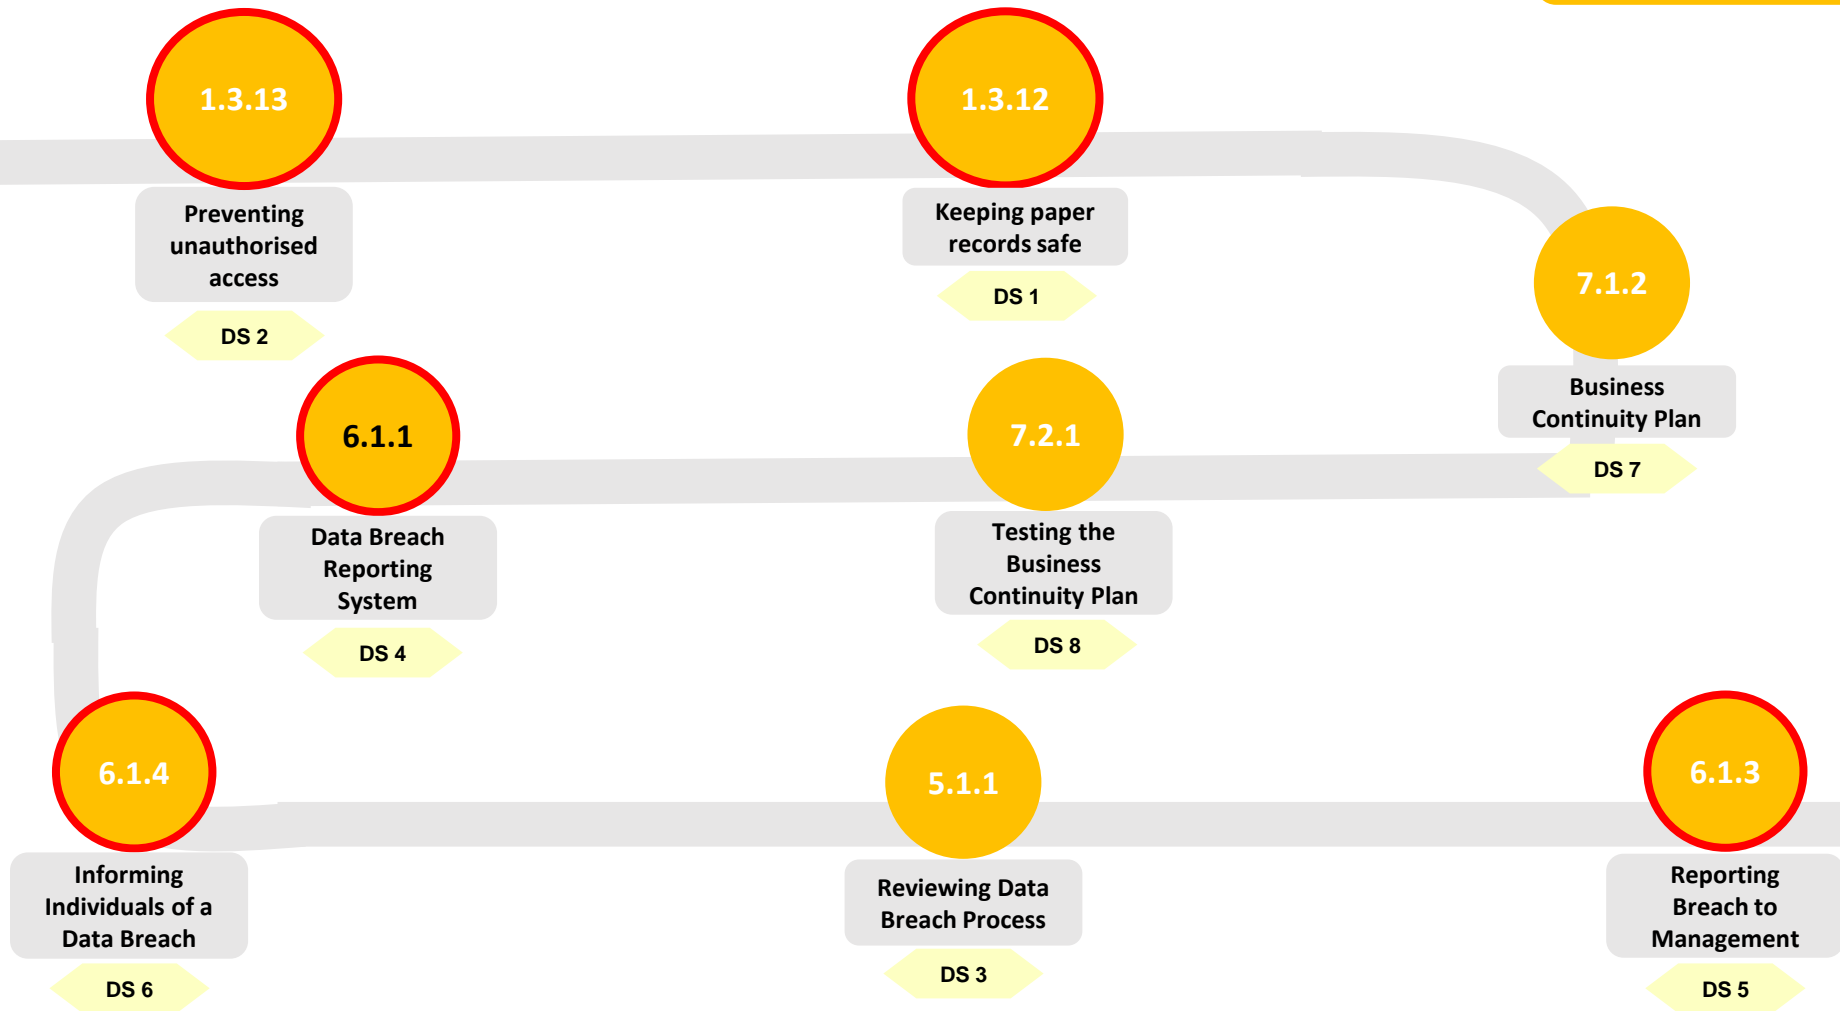 1.3.13
Preventing
unauthorised
access
DS 2
1.3.12
Keeping paper
records safe
DS 1
7.1.2
Business
Continuity Plan
DS 7
6.1.1
Data Breach
Reporting
System
DS 4
7.2.1
Testing the
Business
Continuity Plan
DS 8
6.1.4
Informing
Individuals of a
Data Breach
DS 6
5.1.1
Reviewing Data
Breach Process
DS 3
6.1.3
Reporting
Breach to
Management
DS 5